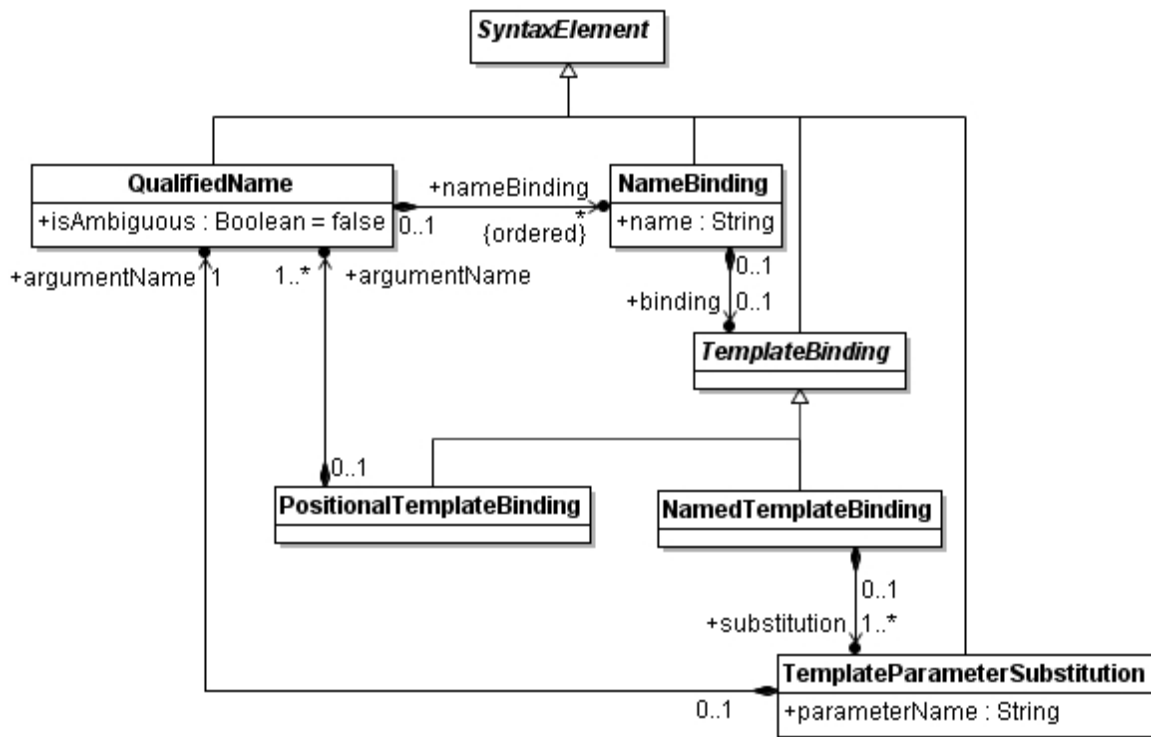 SyntaxElement
QualifiedName
+isAmbiguous : Boolean = false
+nameBinding
0..1
*
{ordered}
NameBinding
+name : String
+argumentName
1
1..*
+argumentName
0..1
+binding
0..1
TemplateBinding
0..1
PositionalTemplateBinding
NamedTemplateBinding
0..1
+substitution
1..*
TemplateParameterSubstitution
+parameterName : String
0..1